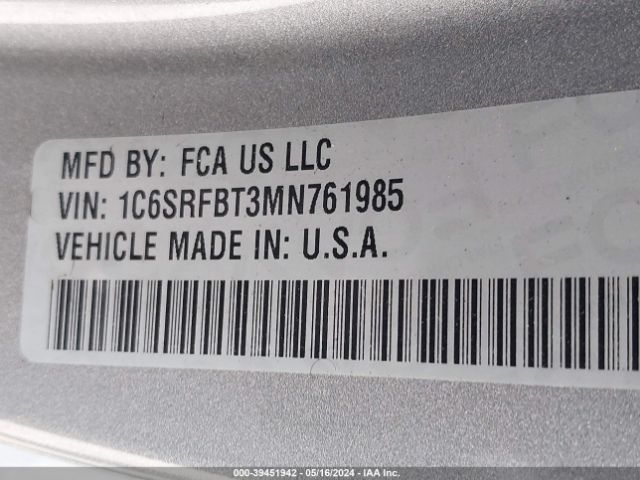 MFD BY: FCA US LLC
VIN: 1C6SRFBT3MN761985
VEHICLE MADE IN: U.S.A.
000-39451942 - 05/16/2024 - IAA Inc.